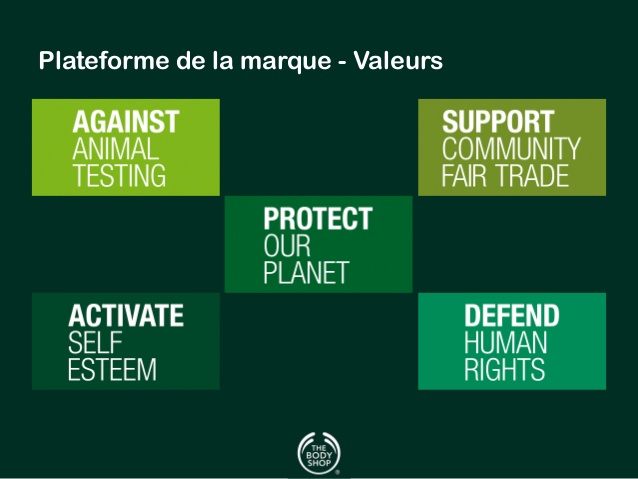 Plateforme de la marque - Valeurs
AGAINST
ANIMAL
TESTING
SUPPORT
COMMUNITY
FAIR TRADE
PROTECT
OUR
PLANET
ACTIVATE
SELF
ESTEEM
DEFEND
HUMAN
RIGHTS
THE
BODY
SHOP
®